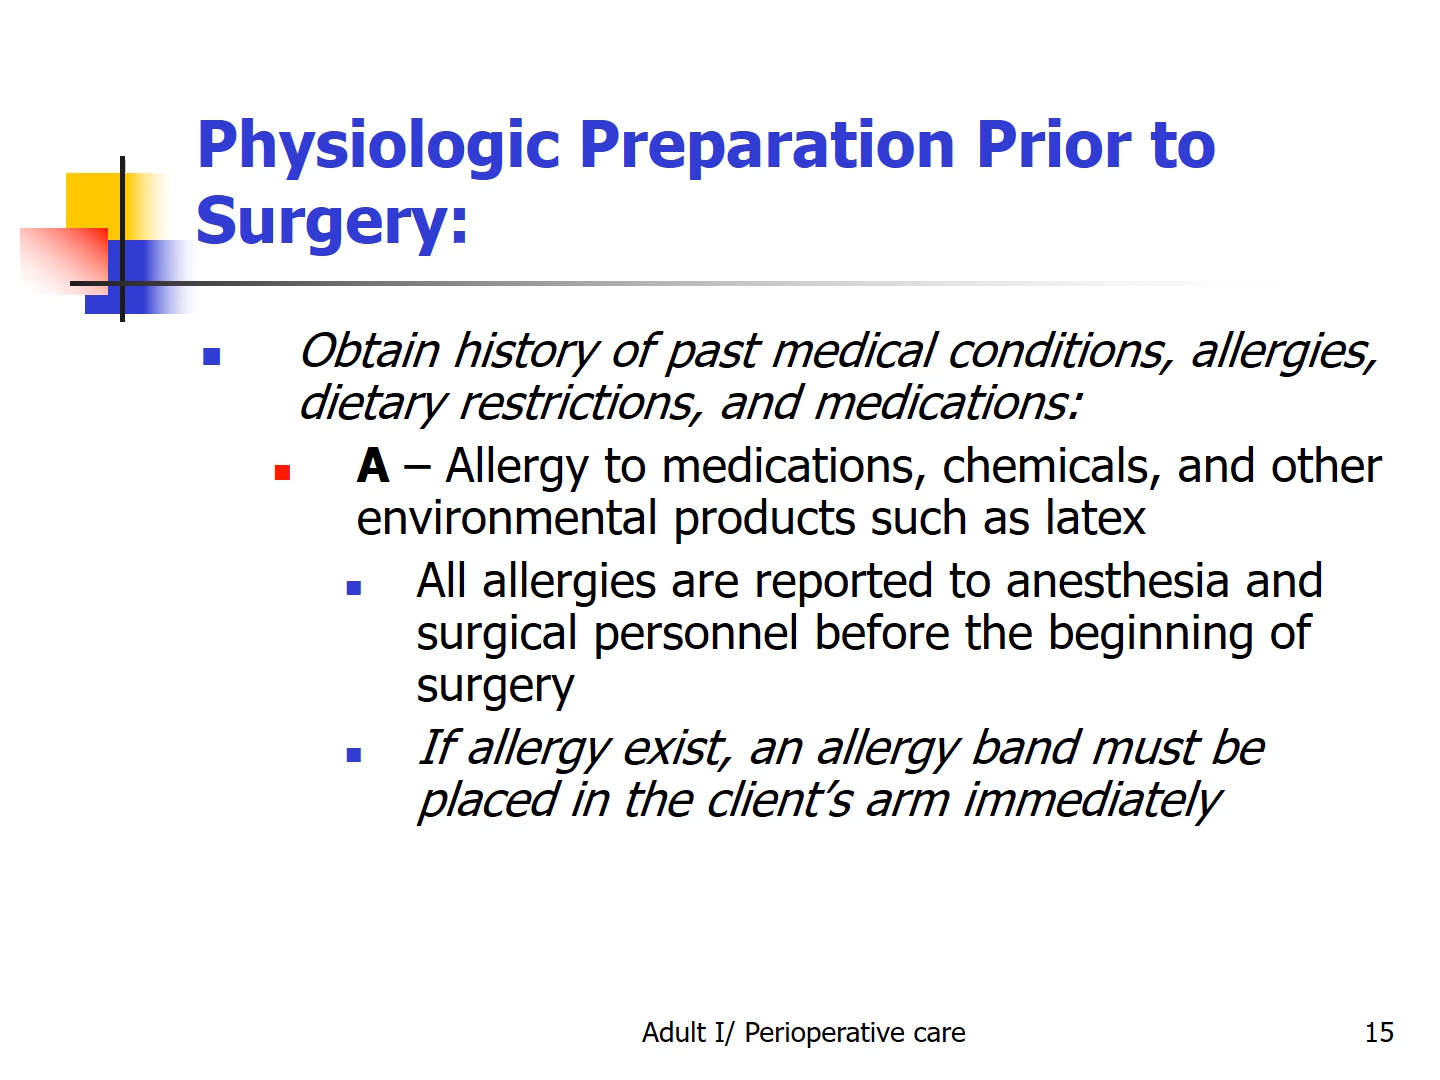 Physiologic Preparation Prior to
Surgery:
Obtain history of past medical conditions, allergies,
dietary restrictions, and medications:
A – Allergy to medications, chemicals, and other
environmental products such as latex
All allergies are reported to anesthesia and
surgical personnel before the beginning of
surgery
If allergy exist, an allergy band must be
placed in the client’s arm immediately
Adult I/ Perioperative care
15